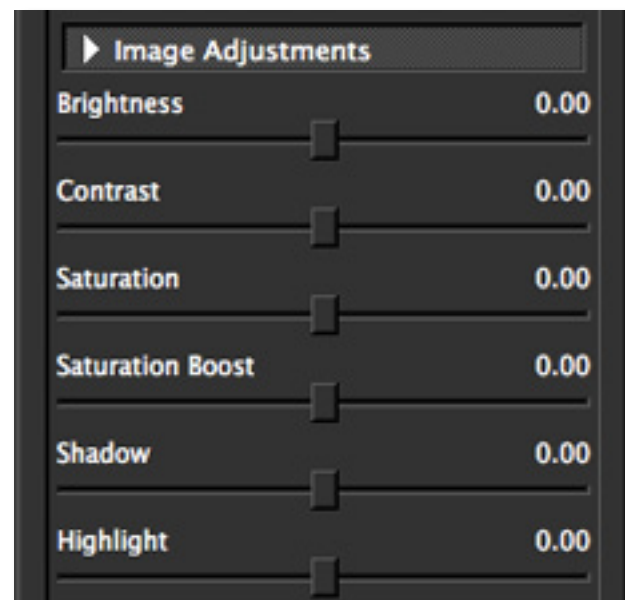 Image Adjustments
Brightness 0.00
Contrast 0.00
Saturation 0.00
Saturation Boost 0.00
Shadow 0.00
Highlight 0.00